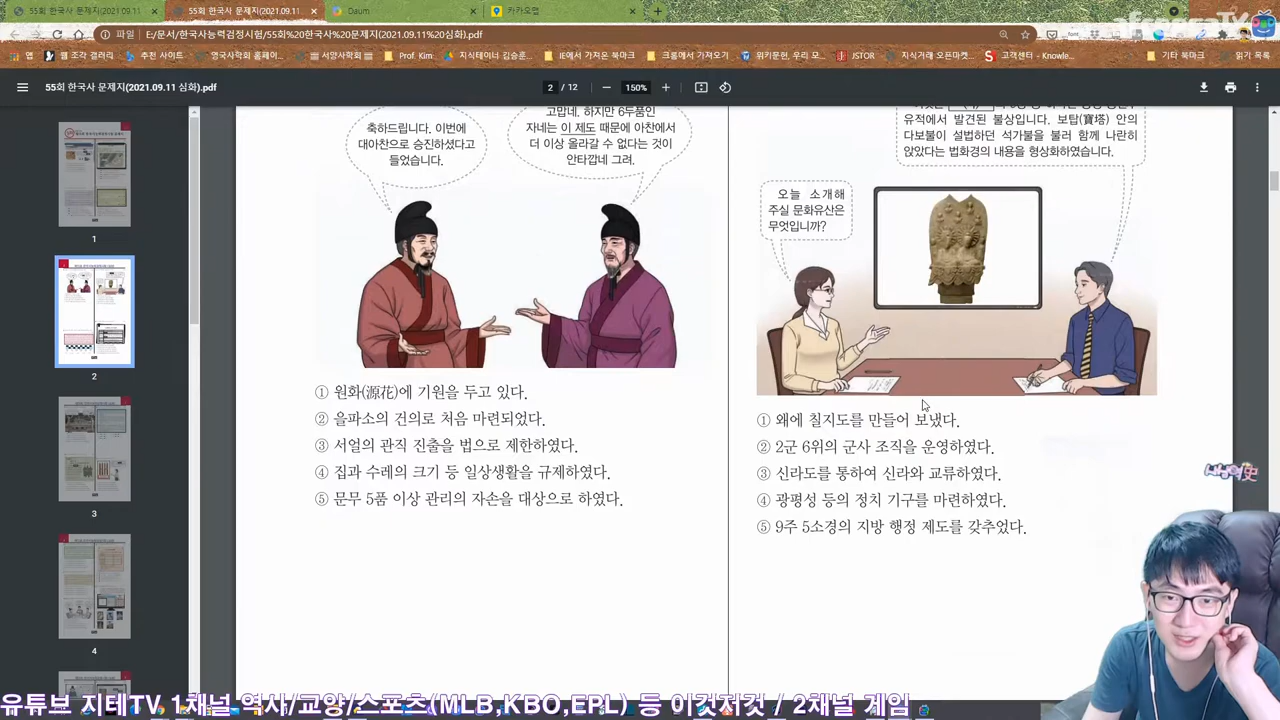 55회 한국사 문제지(2021.09.11
55회 한국사 문제지(2021.09.11
Daum
카카오맵
파일
E:/문서/한국사능력검정시험/55회%20한국사%20문제지(2021.09.11%20심화).pdf
앱
웹 조각 갤러리
추천 사이트
영국사학회 홈페이...
서양사학회
Prof. Kim
지식테이너 김승훈...
IE에서 가져온 북마크
크롬에서 가져오기
위키문헌, 우리 모...
JSTOR
지식거래 오픈마켓...
고객센터 - Knowle...
기타 북마크
읽기 목록
55회 한국사 문제지(2021.09.11 심화).pdf
2 / 12
150%
1
2
3
4
축하드립니다. 이번에
대아찬으로 승진하셨다고
들었습니다.
고맙네. 하지만 6두품인
자네는 이 제도 때문에 아찬에서
더 이상 올라갈 수 없다는 것이
안타깝네 그려.
① 원화(源花)에 기원을 두고 있다.
② 을파소의 건의로 처음 마련되었다.
③ 서얼의 관직 진출을 법으로 제한하였다.
④ 집과 수레의 크기 등 일상생활을 규제하였다.
⑤ 문무 5품 이상 관리의 자손을 대상으로 하였다.
유적에서 발견된 불상입니다. 보탑(寶塔) 안의
다보불이 설법하던 석가불을 불러 함께 나란히
앉았다는 법화경의 내용을 형상화하였습니다.
오늘 소개해
주실 문화유산은
무엇입니까?
① 왜에 칠지도를 만들어 보냈다.
② 2군 6위의 군사 조직을 운영하였다.
③ 신라도를 통하여 신라와 교류하였다.
④ 광평성 등의 정치 기구를 마련하였다.
⑤ 9주 5소경의 지방 행정 제도를 갖추었다.
유튜브 지테TV 1채널 역사/교양/스포츠(MLB,KBO,EPL) 등 이것저것 / 2채널 게임